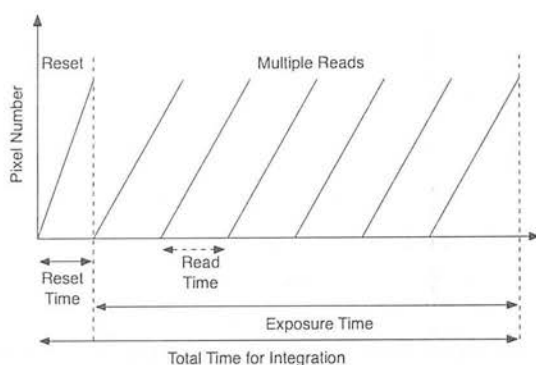 Reset
Multiple Reads
Pixel Number
Read
Time
Reset
Time
Exposure Time
Total Time for Integration